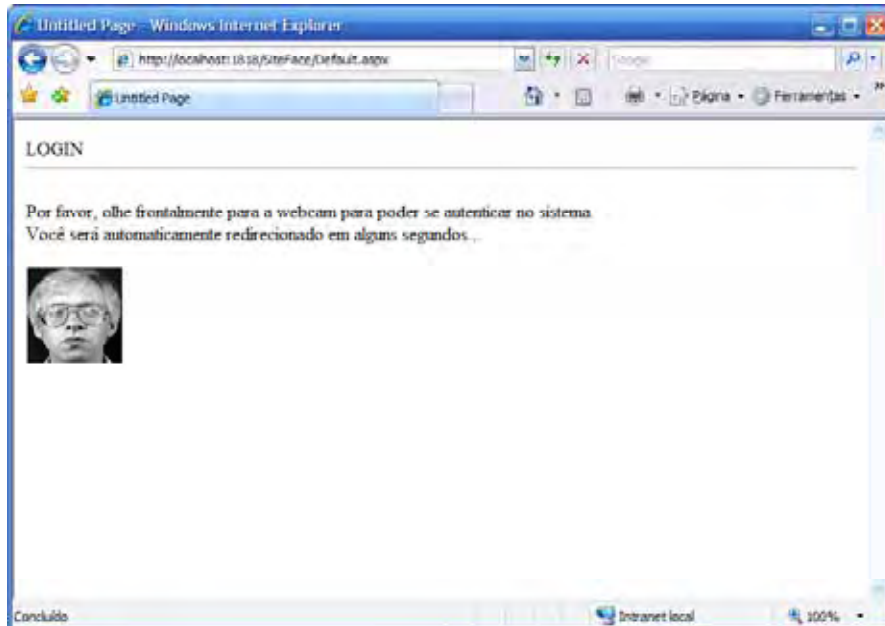 Untitled Page - Windows Internet Explorer
http://localhost:1818/SiteFace/Default.aspx
Google
Untitled Page
Página
Ferramentas
LOGIN
Por favor, olhe frontalmente para a webcam para poder se autenticar no sistema.
Você será automaticamente redirecionado em alguns segundos...
Concluído
Intranet local
100%